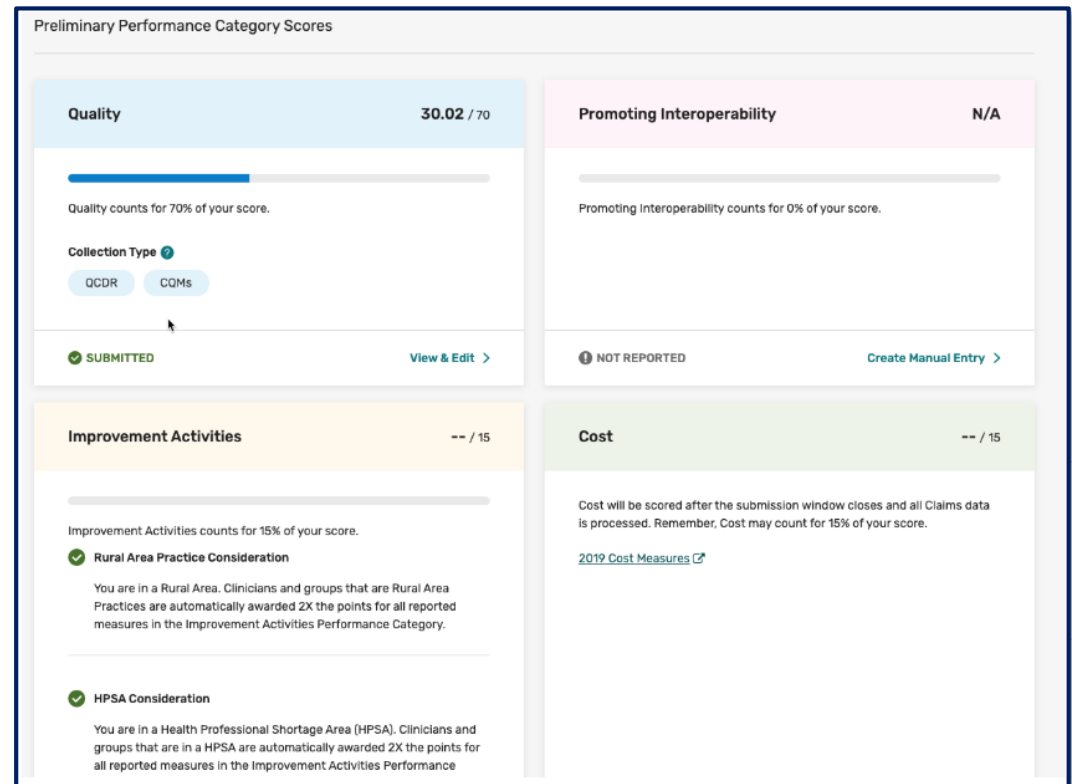 Preliminary Performance Category Scores
Quality 30.02 / 70
Quality counts for 70% of your score.
Collection Type ?
QCDR CQMs
SUBMITTED View & Edit >
Promoting Interoperability N/A
Promoting Interoperability counts for 0% of your score.
! NOT REPORTED Create Manual Entry >
Improvement Activities -- / 15
Improvement Activities counts for 15% of your score.
Rural Area Practice Consideration
You are in a Rural Area. Clinicians and groups that are Rural Area
Practices are automatically awarded 2X the points for all reported
measures in the Improvement Activities Performance Category.
HPSA Consideration
You are in a Health Professional Shortage Area (HPSA). Clinicians and
groups that are in a HPSA are automatically awarded 2X the points for
all reported measures in the Improvement Activities Performance
Cost -- / 15
Cost will be scored after the submission window closes and all Claims data
is processed. Remember, Cost may count for 15% of your score.
2019 Cost Measures